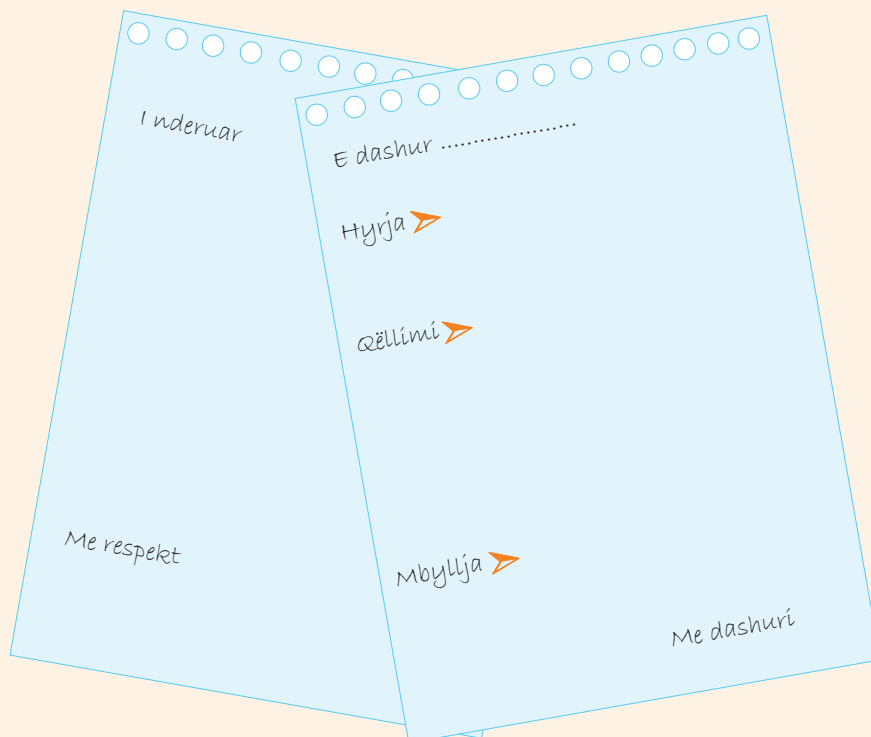 I nderuar
Me respekt
E dashur .....................
Hyrja
Qëllimi
Mbyllja
Me dashuri